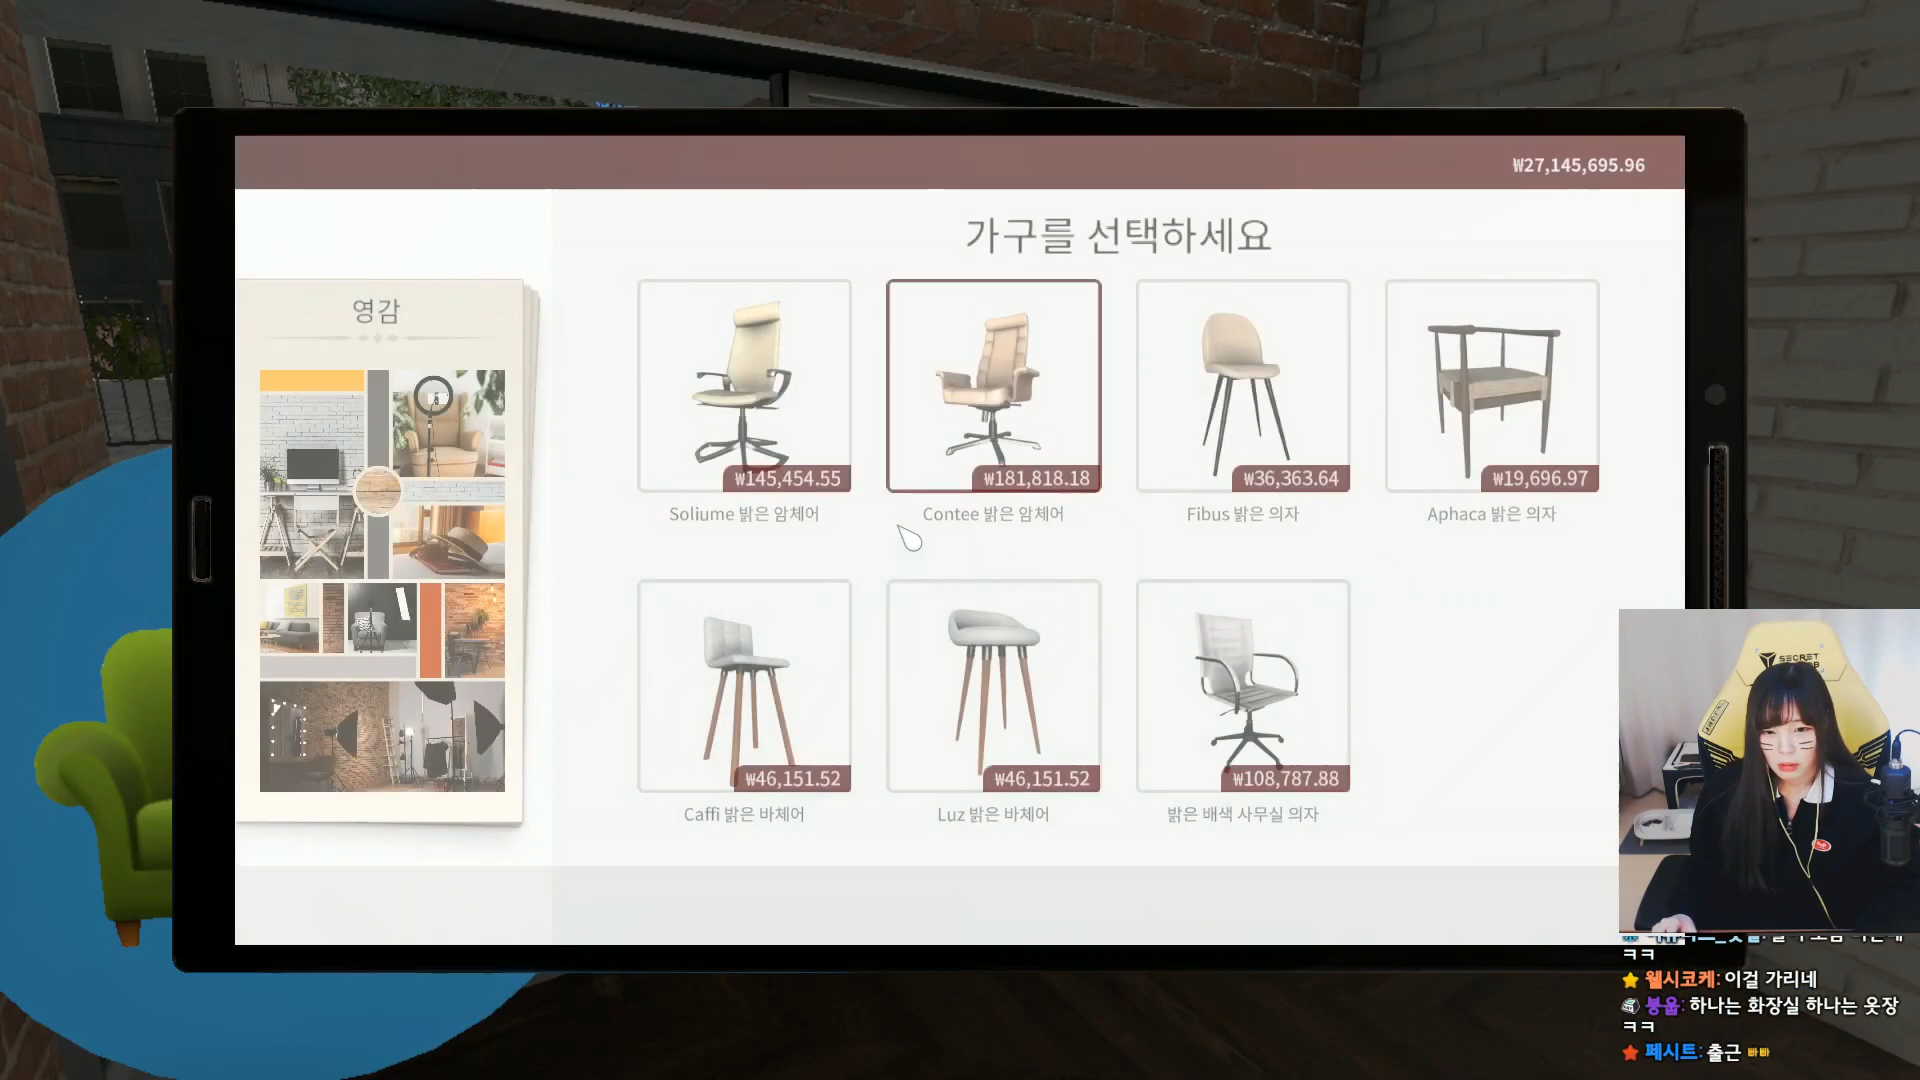 ₩27,145,695.96
가구를 선택하세요
영감
₩145,454.55
₩181,818.18
₩36,363.64
₩19,696.97
Soliume 밝은 암체어
Contee 밝은 암체어
Fibus 밝은 의자
Aphaca 밝은 의자
₩46,151.52
₩46,151.52
₩108,787.88
Caffi 밝은 바체어
Luz 밝은 바체어
밝은 배색 사무실 의자
SECRET
ㅋㅋ
웰시코케: 이걸 가리네
봉웁: 하나는 화장실 하나는 옷장
ㅋㅋ
페시트: 출근 빠빠